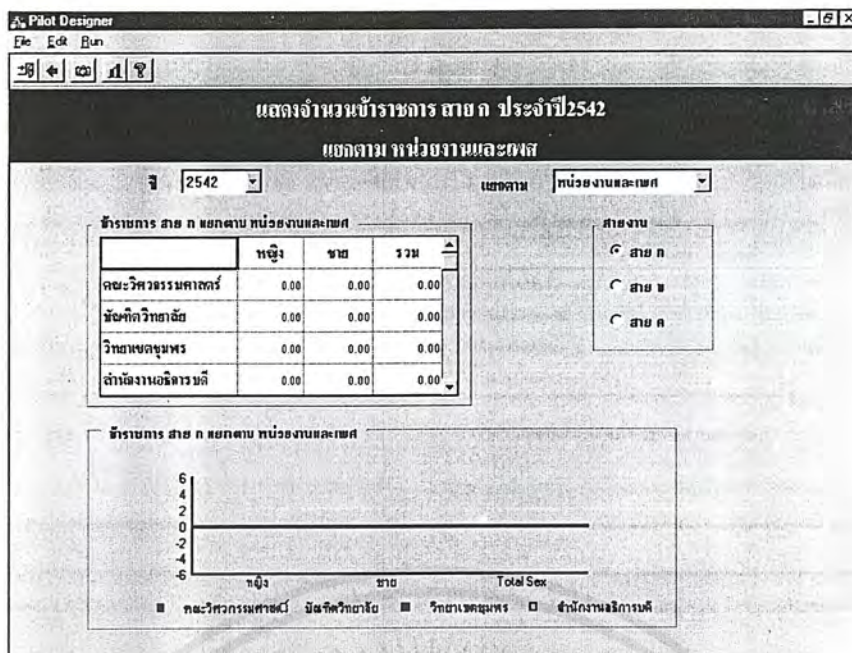 Pilot Designer
File Edit Run
แสดงจำนวนข้าราชการ สาย ก ประจำปี2542
แยกตาม หน่วยงานและเพศ
ปี 2542 แยกตาม หน่วยงานและเพศ
ข้าราชการ สาย ก แยกตาม หน่วยงานและเพศ
หญิง ชาย รวม
คณะวิศวกรรมศาสตร์ 0.00 0.00 0.00
บัณฑิตวิทยาลัย 0.00 0.00 0.00
วิทยาเขตชุมพร 0.00 0.00 0.00
สำนักงานอธิการบดี 0.00 0.00 0.00
สายงาน
สาย ก
สาย ข
สาย ค
ข้าราชการ สาย ก แยกตาม หน่วยงานและเพศ
6
4
2
0
-2
-4
-6
หญิง ชาย Total Sex
บัณฑิตวิทยาลัย วิทยาเขตชุมพร สำนักงานอธิการบดี